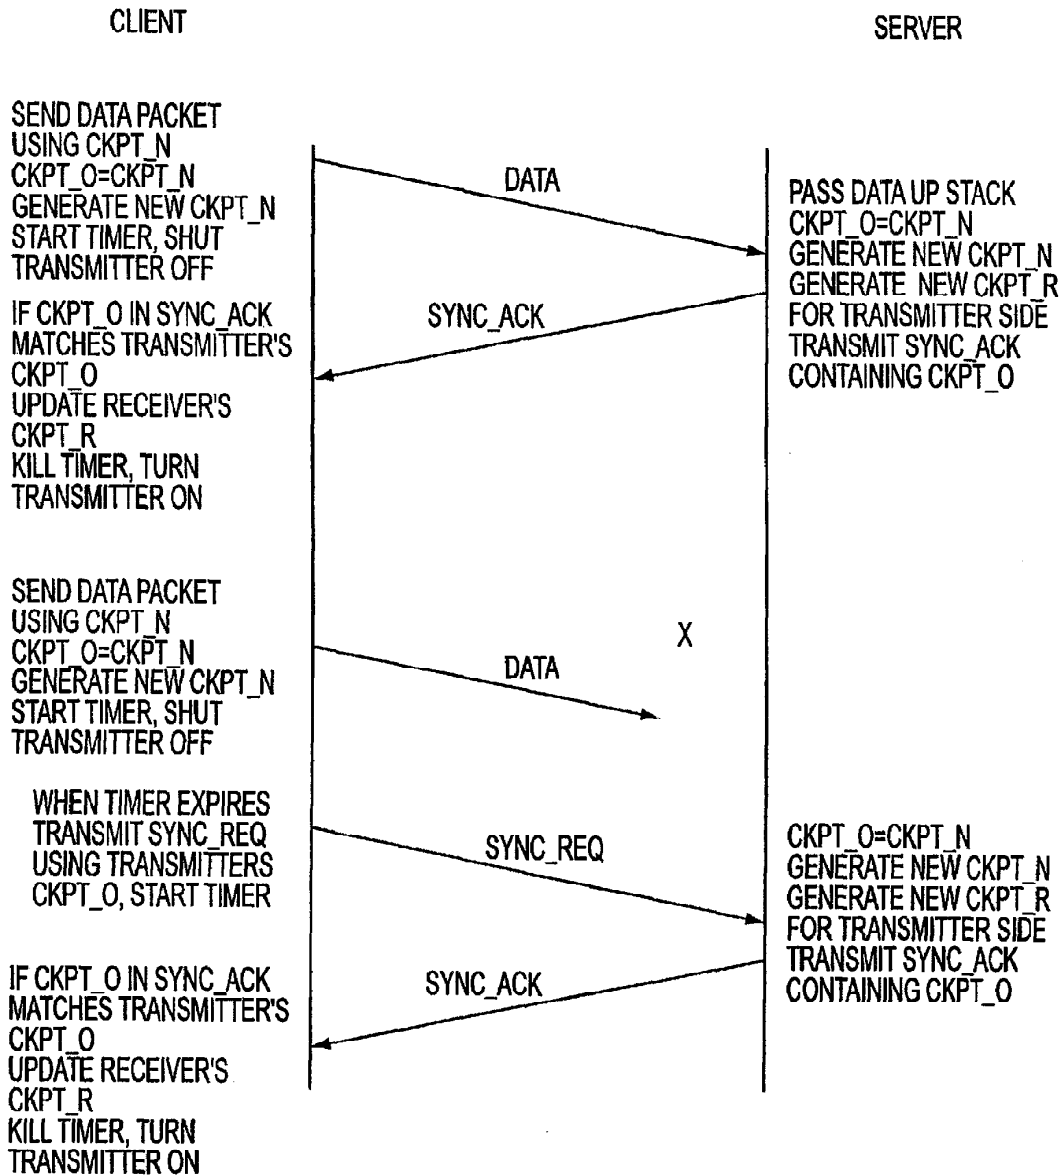 CLIENT
SERVER
SEND DATA PACKET
USING CKPT_N
CKPT_O=CKPT_N
GENERATE NEW CKPT_N
START TIMER, SHUT
TRANSMITTER OFF
DATA
PASS DATA UP STACK
CKPT_O=CKPT_N
GENERATE NEW CKPT_N
GENERATE NEW CKPT_R
FOR TRANSMITTER SIDE
TRANSMIT SYNC_ACK
CONTAINING CKPT_O
SYNC_ACK
IF CKPT_O IN SYNC_ACK
MATCHES TRANSMITTER'S
CKPT_O
UPDATE RECEIVER'S
CKPT_R
KILL TIMER, TURN
TRANSMITTER ON
SEND DATA PACKET
USING CKPT_N
CKPT_O=CKPT_N
GENERATE NEW CKPT_N
START TIMER, SHUT
TRANSMITTER OFF
DATA
X
WHEN TIMER EXPIRES
TRANSMIT SYNC_REQ
USING TRANSMITTERS
CKPT_O, START TIMER
SYNC_REQ
CKPT_O=CKPT_N
GENERATE NEW CKPT_N
GENERATE NEW CKPT_R
FOR TRANSMITTER SIDE
TRANSMIT SYNC_ACK
CONTAINING CKPT_O
SYNC_ACK
IF CKPT_O IN SYNC_ACK
MATCHES TRANSMITTER'S
CKPT_O
UPDATE RECEIVER'S
CKPT_R
KILL TIMER, TURN
TRANSMITTER ON